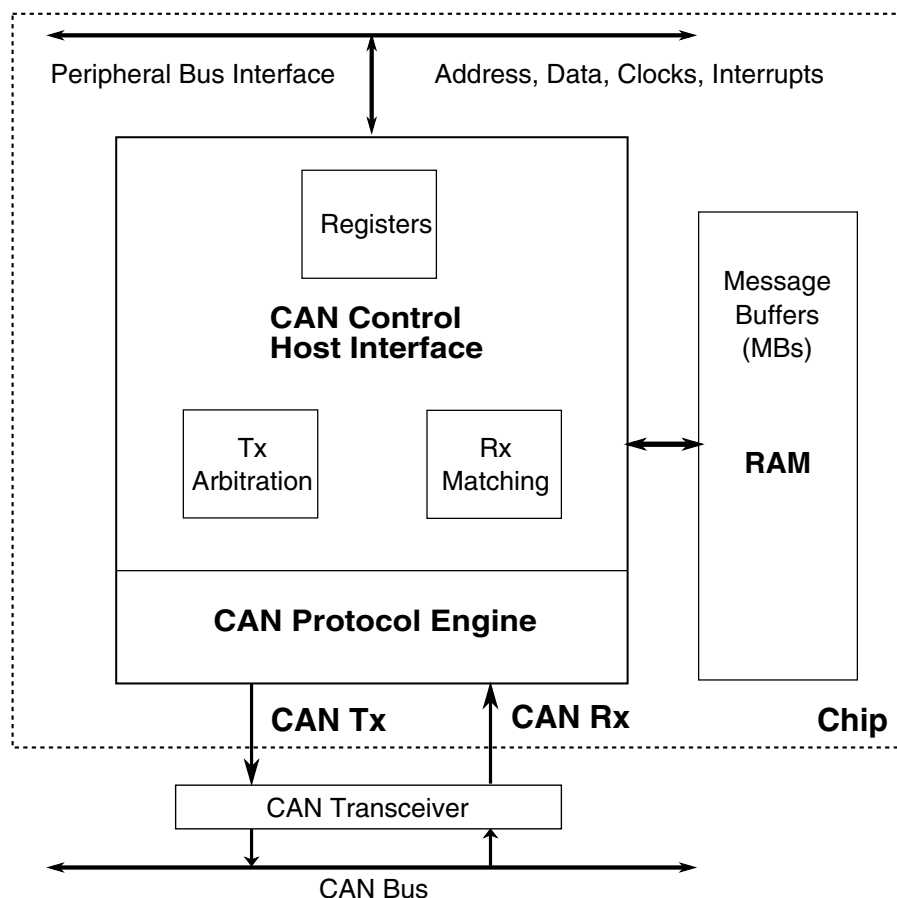 Peripheral Bus Interface
Address, Data, Clocks, Interrupts
Registers
CAN Control
Host Interface
Message
Buffers
(MBs)
RAM
Tx
Arbitration
Rx
Matching
CAN Protocol Engine
CAN Tx
CAN Rx
Chip
CAN Transceiver
CAN Bus